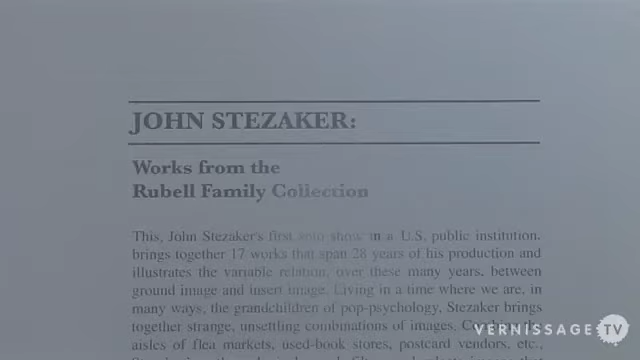 JOHN STEZAKER:
Works from the
Rubell Family Collection
This, John Stezaker's first solo show in a U.S. public institution,
brings together 17 works that span 28 years of his production and
illustrates the variable relation, over these many years, between
ground image and insert image. Living in a time where we are, in
many ways, the grandchildren of pop-psychology, Stezaker brings
together strange, unsettling combinations of images. Combing the
aisles of flea markets, used-book stores, postcard vendors, etc.,
VERNISSAGE TV